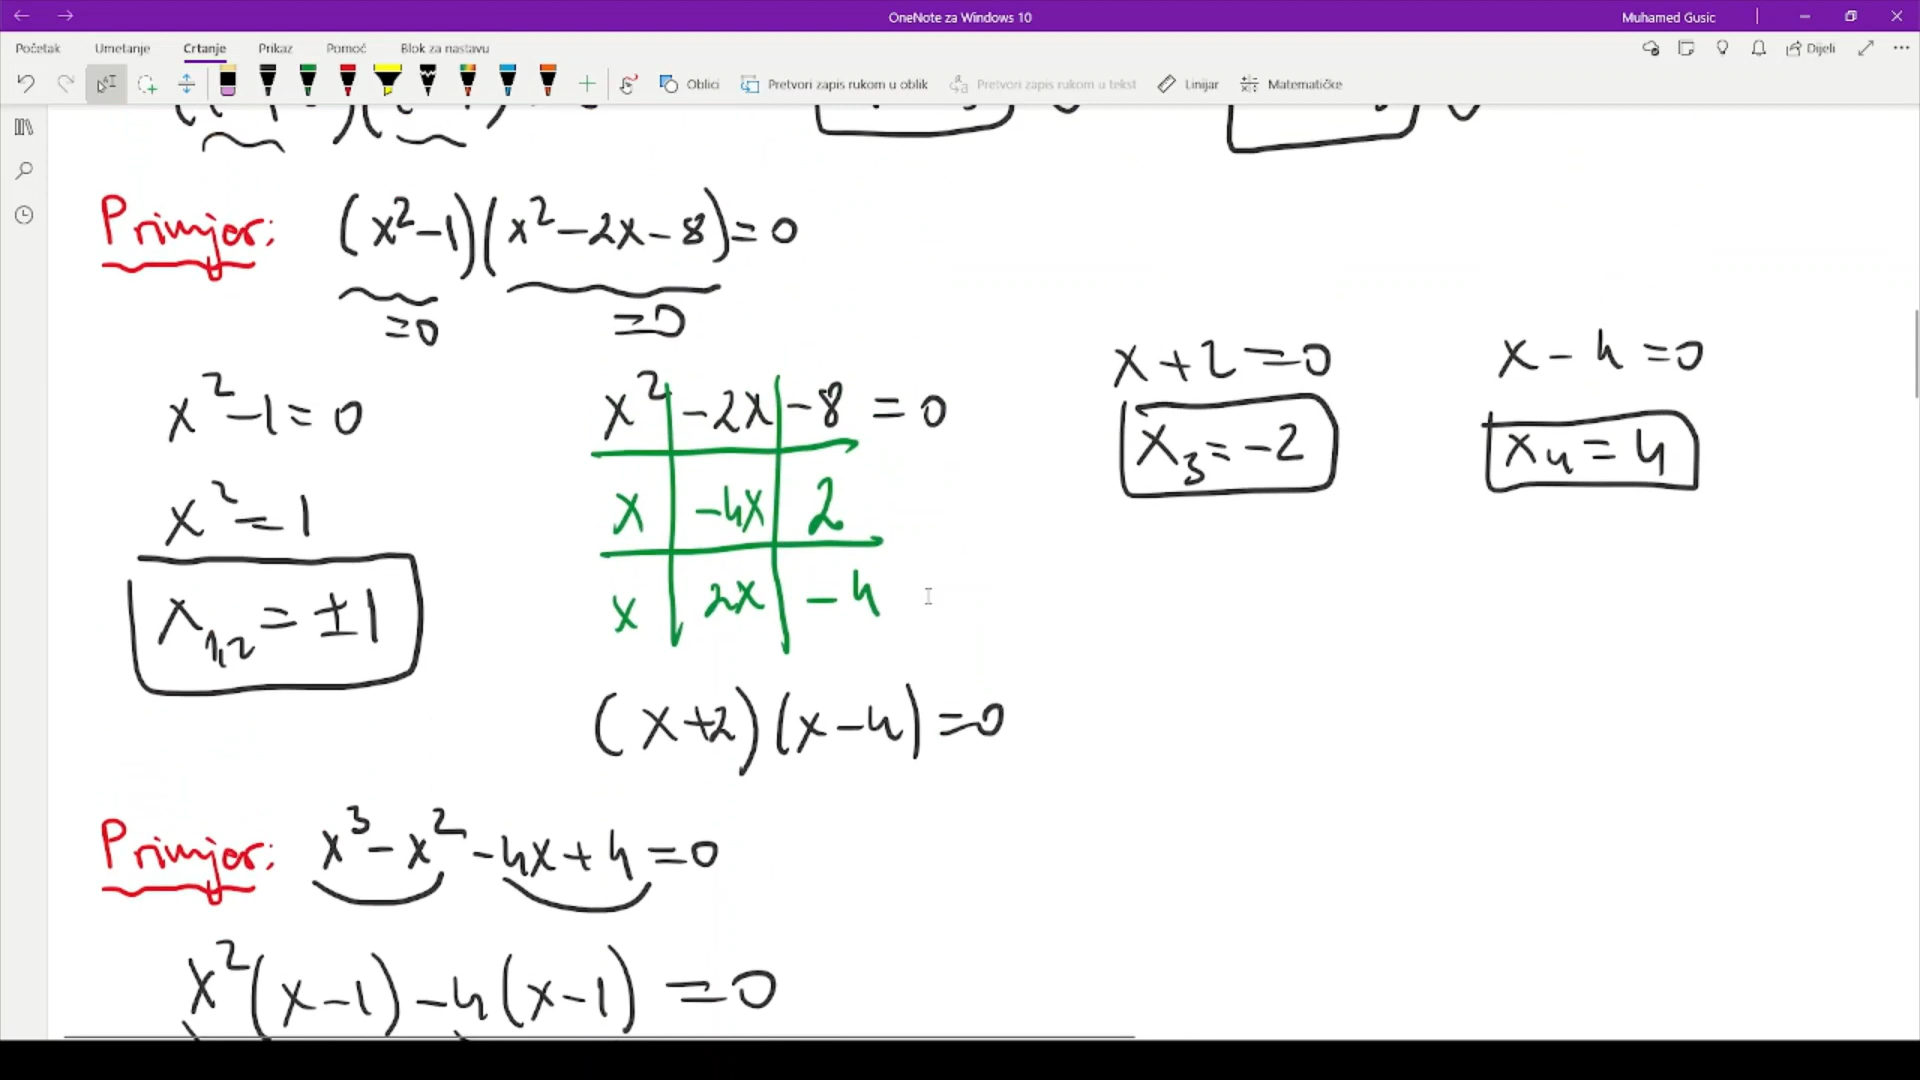 OneNote za Windows 10
Muhamed Gusic
Početak Umetanje Crtanje Prikaz Pomoć Blok za nastavu
Dijeli
Oblici Pretvori zapis rukom u oblik Pretvori zapis rukom u tekst Linijar Matematičke
Primjer: (x²-1)(x²-2x-8)=0
=0 =0
x²-1=0
x²=1
x₁,₂=±1
x² -2x -8 =0
x -4x 2
x 2x -4
(x+2)(x-4)=0
x+2=0
x₃=-2
x-4=0
x₄=4
Primjer: x³-x²-4x+4=0
x²(x-1)-4(x-1)=0